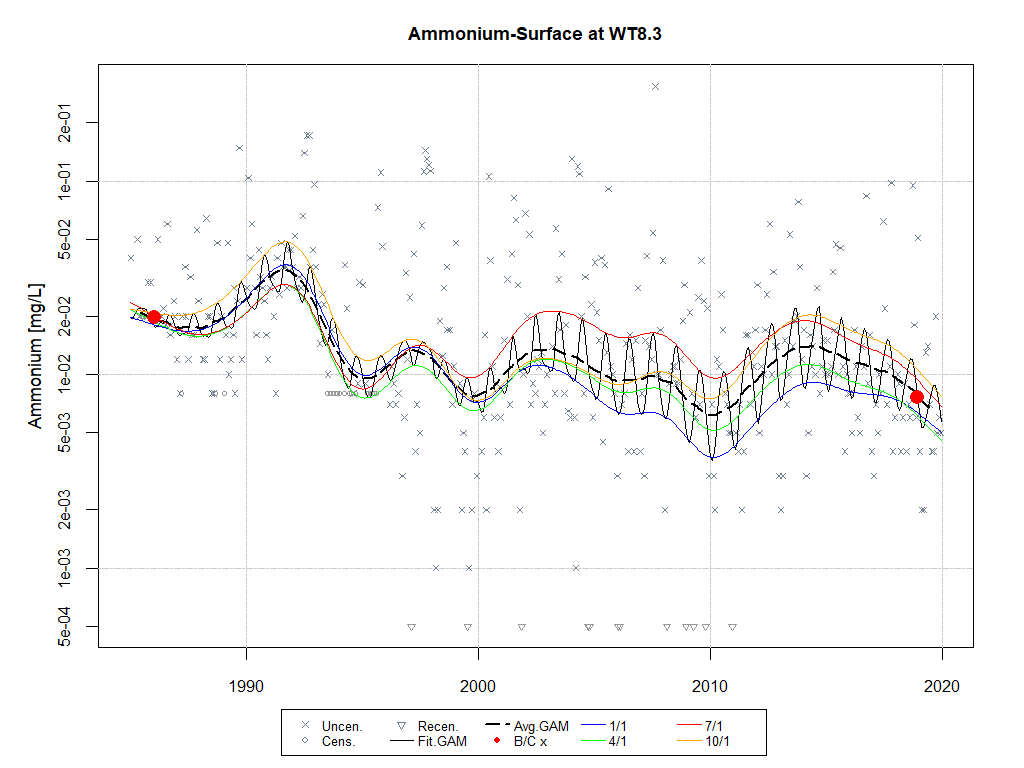 Ammonium-Surface at WT8.3
Ammonium [mg/L]
2e-01
1e-01
5e-02
2e-02
1e-02
5e-03
2e-03
1e-03
5e-04
1990 2000 2010 2020
Uncen. Recen. Avg.GAM 1/1 7/1
Cens. Fit.GAM B/C x 4/1 10/1